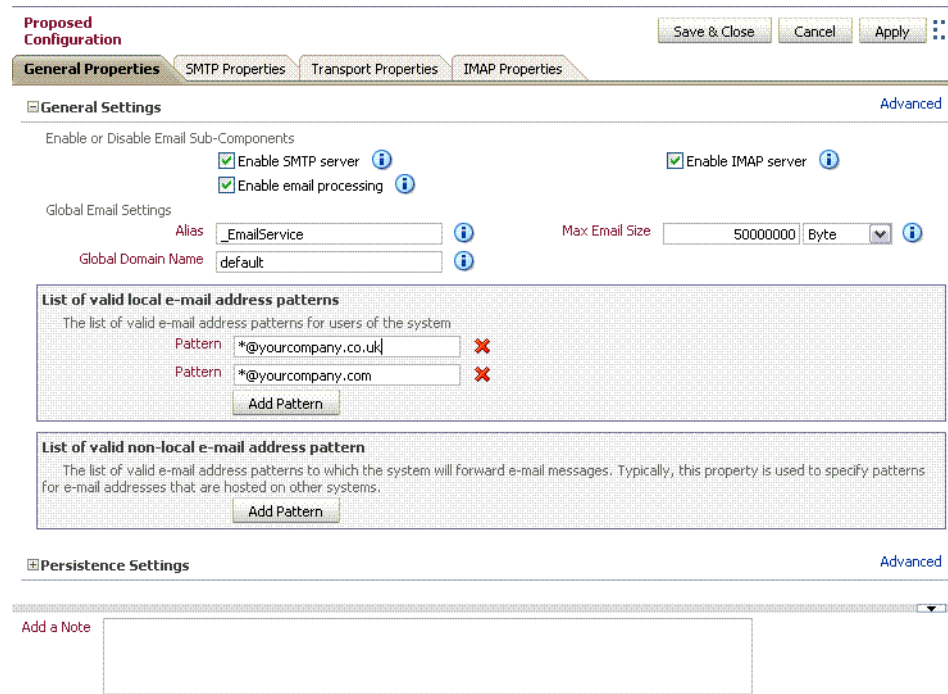 Proposed
Configuration
Save & Close Cancel Apply
General Properties SMTP Properties Transport Properties IMAP Properties
General Settings Advanced
Enable or Disable Email Sub-Components
Enable SMTP server Enable IMAP server
Enable email processing
Global Email Settings
Alias _EmailService Max Email Size 50000000 Byte
Global Domain Name default
List of valid local e-mail address patterns
The list of valid e-mail address patterns for users of the system
Pattern *@yourcompany.co.uk
Pattern *@yourcompany.com
Add Pattern
List of valid non-local e-mail address pattern
The list of valid e-mail address patterns to which the system will forward e-mail messages. Typically, this property is used to specify patterns
for e-mail addresses that are hosted on other systems.
Add Pattern
Persistence Settings Advanced
Add a Note